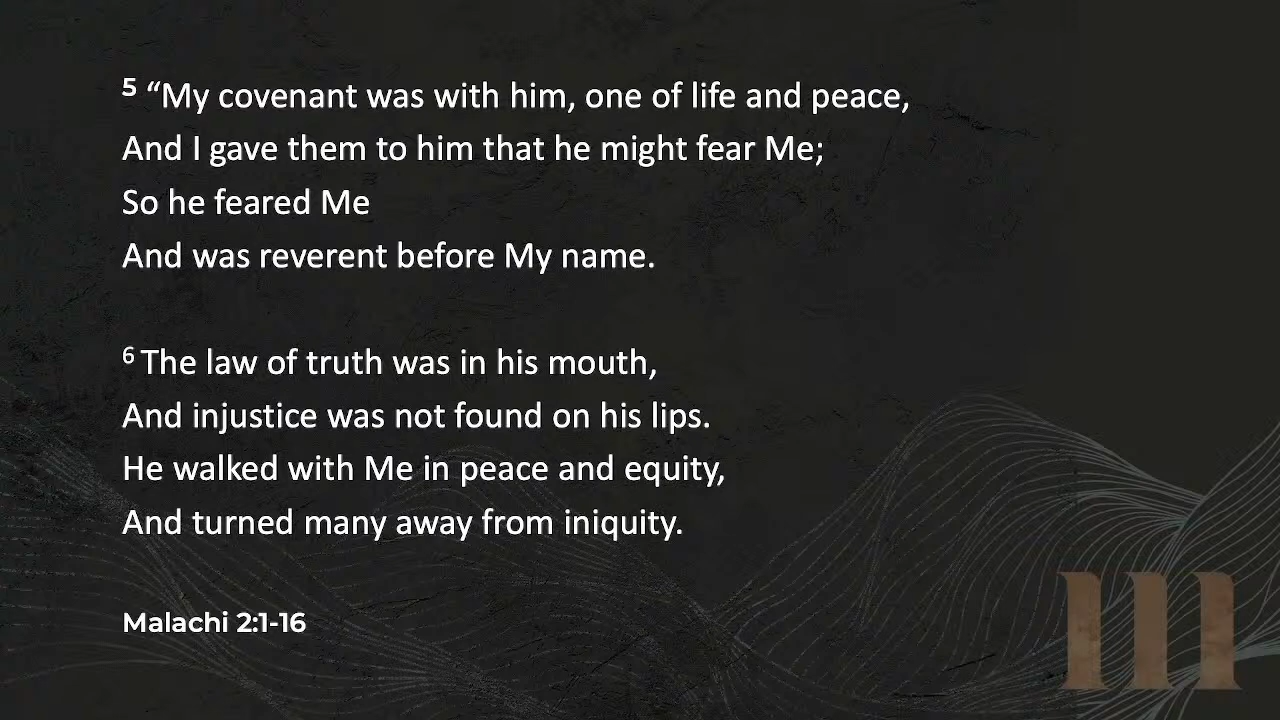 5 “My covenant was with him, one of life and peace,
And I gave them to him that he might fear Me;
So he feared Me
And was reverent before My name.
6 The law of truth was in his mouth,
And injustice was not found on his lips.
He walked with Me in peace and equity,
And turned many away from iniquity.
Malachi 2:1-16
m